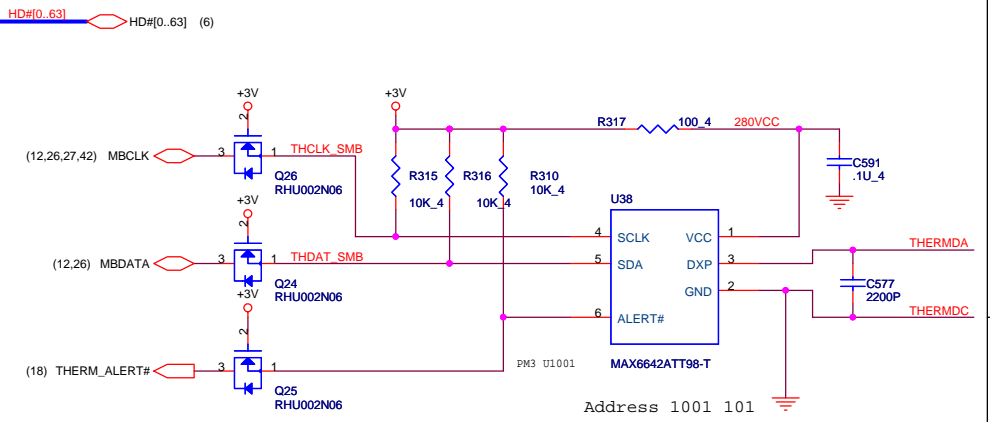 HD#[0..63]
HD#[0..63] (6)
+3V
+3V
2
R317
100_4
280VCC
(12,26,27,42) MBCLK
3
1
THCLK_SMB
Q26
RHU002N06
R315
10K_4
R316
10K_4
R310
10K_4
C591
.1U_4
U38
+3V
2
4
SCLK
VCC
1
THERMDA
(12,26) MBDATA
3
1
THDAT_SMB
5
SDA
DXP
3
Q24
RHU002N06
C577
2200P
+3V
2
GND
2
6
ALERT#
THERMDC
(18) THERM_ALERT#
3
1
PM3 U1001
MAX6642ATT98-T
Q25
RHU002N06
Address 1001 101